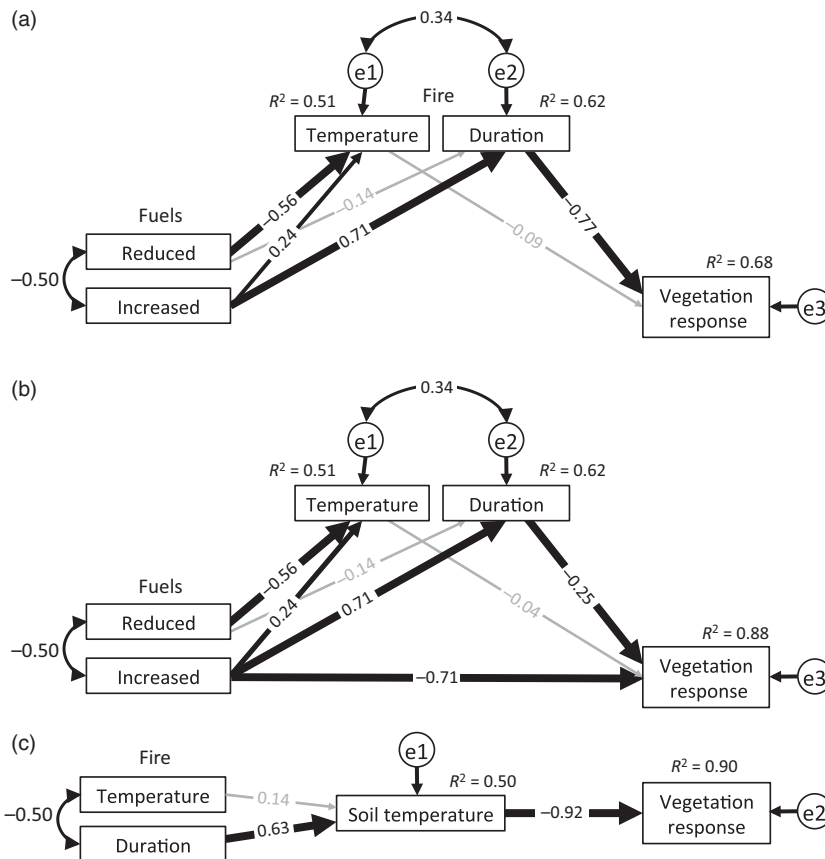 (a)
0.34
e1
e2
R² = 0.51
Fire
R² = 0.62
Temperature
Duration
Fuels
−0.56
−0.14
0.24
0.71
−0.77
−0.09
Reduced
−0.50
Increased
R² = 0.68
Vegetation
response
e3
(b)
0.34
e1
e2
R² = 0.51
R² = 0.62
Temperature
Duration
Fuels
−0.56
−0.14
0.24
0.71
−0.25
−0.04
Reduced
−0.50
Increased
−0.71
R² = 0.88
Vegetation
response
e3
(c)
Fire
e1
R² = 0.50
R² = 0.90
Temperature
0.14
−0.50
Soil temperature
−0.92
Vegetation
response
e2
Duration
0.63